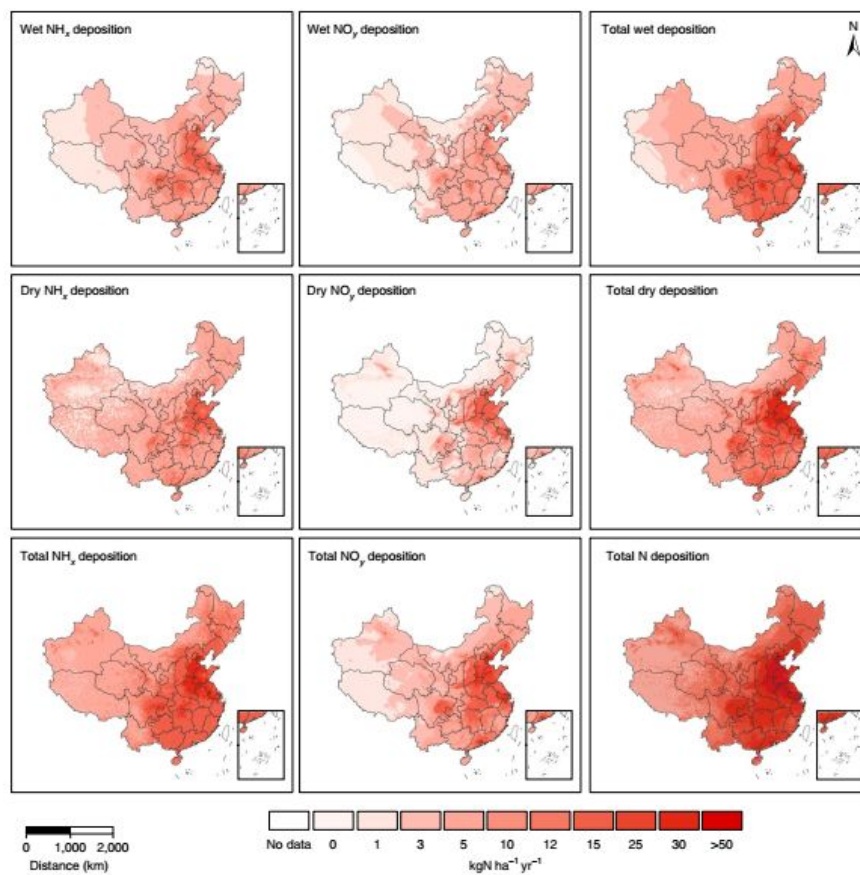 Wet NHx deposition
Wet NOy deposition
Total wet deposition
N
Dry NHx deposition
Dry NOy deposition
Total dry deposition
Total NHx deposition
Total NOy deposition
Total N deposition
0 1,000 2,000
Distance (km)
No data 0 1 3 5 10 12 15 25 30 >50
kgN ha⁻¹ yr⁻¹